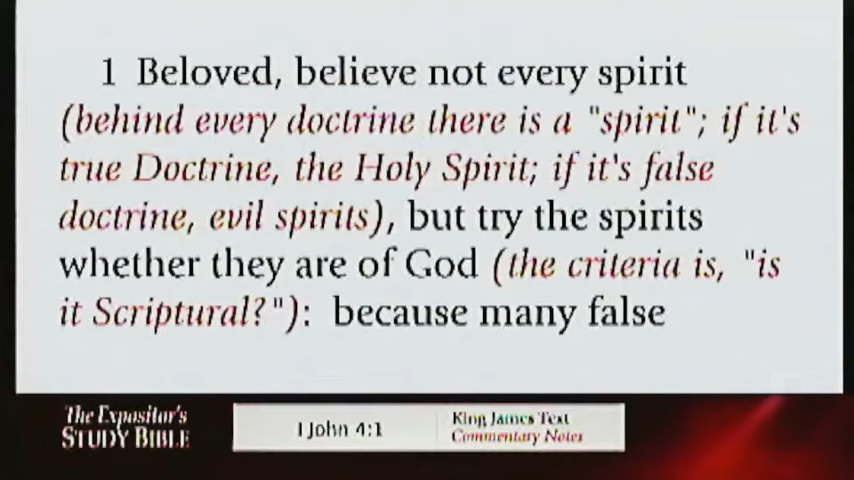 1 Beloved, believe not every spirit
(behind every doctrine there is a "spirit"; if it's
true Doctrine, the Holy Spirit; if it's false
doctrine, evil spirits), but try the spirits
whether they are of God (the criteria is, "is
it Scriptural?"): because many false
The Expositor's
STUDY BIBLE
I John 4:1
King James Text
Commentary Notes